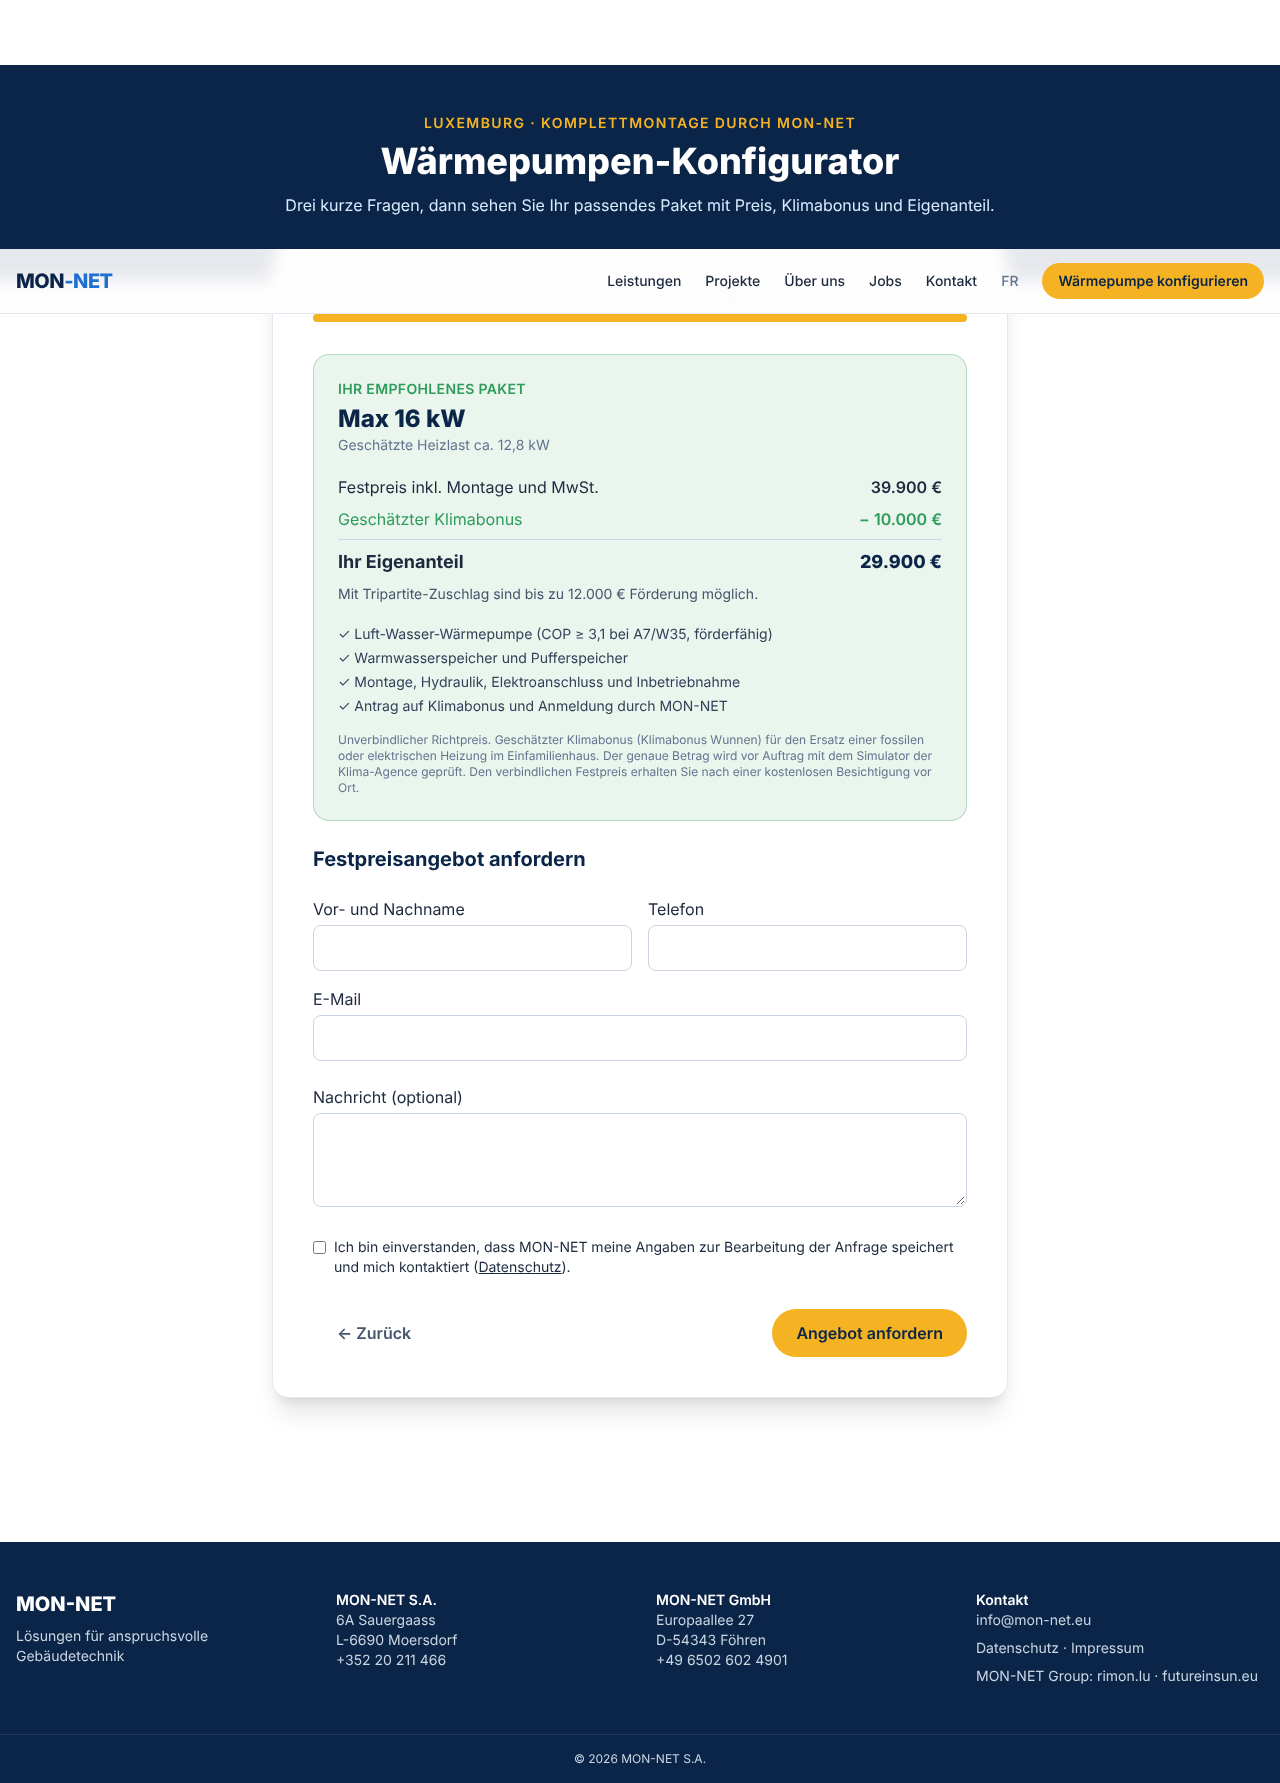 LUXEMBURG · KOMPLETTMONTAGE DURCH MON-NET
Wärmepumpen-Konfigurator
Drei kurze Fragen, dann sehen Sie Ihr passendes Paket mit Preis, Klimabonus und Eigenanteil.
MON-NET Leistungen Projekte Über uns Jobs Kontakt FR Wärmepumpe konfigurieren
IHR EMPFOHLENES PAKET
Max 16 kW
Geschätzte Heizlast ca. 12,8 kW
Festpreis inkl. Montage und MwSt. 39.900 €
Geschätzter Klimabonus – 10.000 €
Ihr Eigenanteil 29.900 €
Mit Tripartite-Zuschlag sind bis zu 12.000 € Förderung möglich.
✓ Luft-Wasser-Wärmepumpe (COP ≥ 3,1 bei A7/W35, förderfähig)
✓ Warmwasserspeicher und Pufferspeicher
✓ Montage, Hydraulik, Elektroanschluss und Inbetriebnahme
✓ Antrag auf Klimabonus und Anmeldung durch MON-NET
Unverbindlicher Richtpreis. Geschätzter Klimabonus (Klimabonus Wunnen) für den Ersatz einer fossilen
oder elektrischen Heizung im Einfamilienhaus. Der genaue Betrag wird vor Auftrag mit dem Simulator der
Klima-Agence geprüft. Den verbindlichen Festpreis erhalten Sie nach einer kostenlosen Besichtigung vor
Ort.
Festpreisangebot anfordern
Vor- und Nachname Telefon
E-Mail
Nachricht (optional)
Ich bin einverstanden, dass MON-NET meine Angaben zur Bearbeitung der Anfrage speichert
und mich kontaktiert (Datenschutz).
← Zurück Angebot anfordern
MON-NET
Lösungen für anspruchsvolle
Gebäudetechnik
MON-NET S.A.
6A Sauergaass
L-6690 Moersdorf
+352 20 211 466
MON-NET GmbH
Europaallee 27
D-54343 Föhren
+49 6502 602 4901
Kontakt
info@mon-net.eu
Datenschutz · Impressum
MON-NET Group: rimon.lu · futureinsun.eu
© 2026 MON-NET S.A.